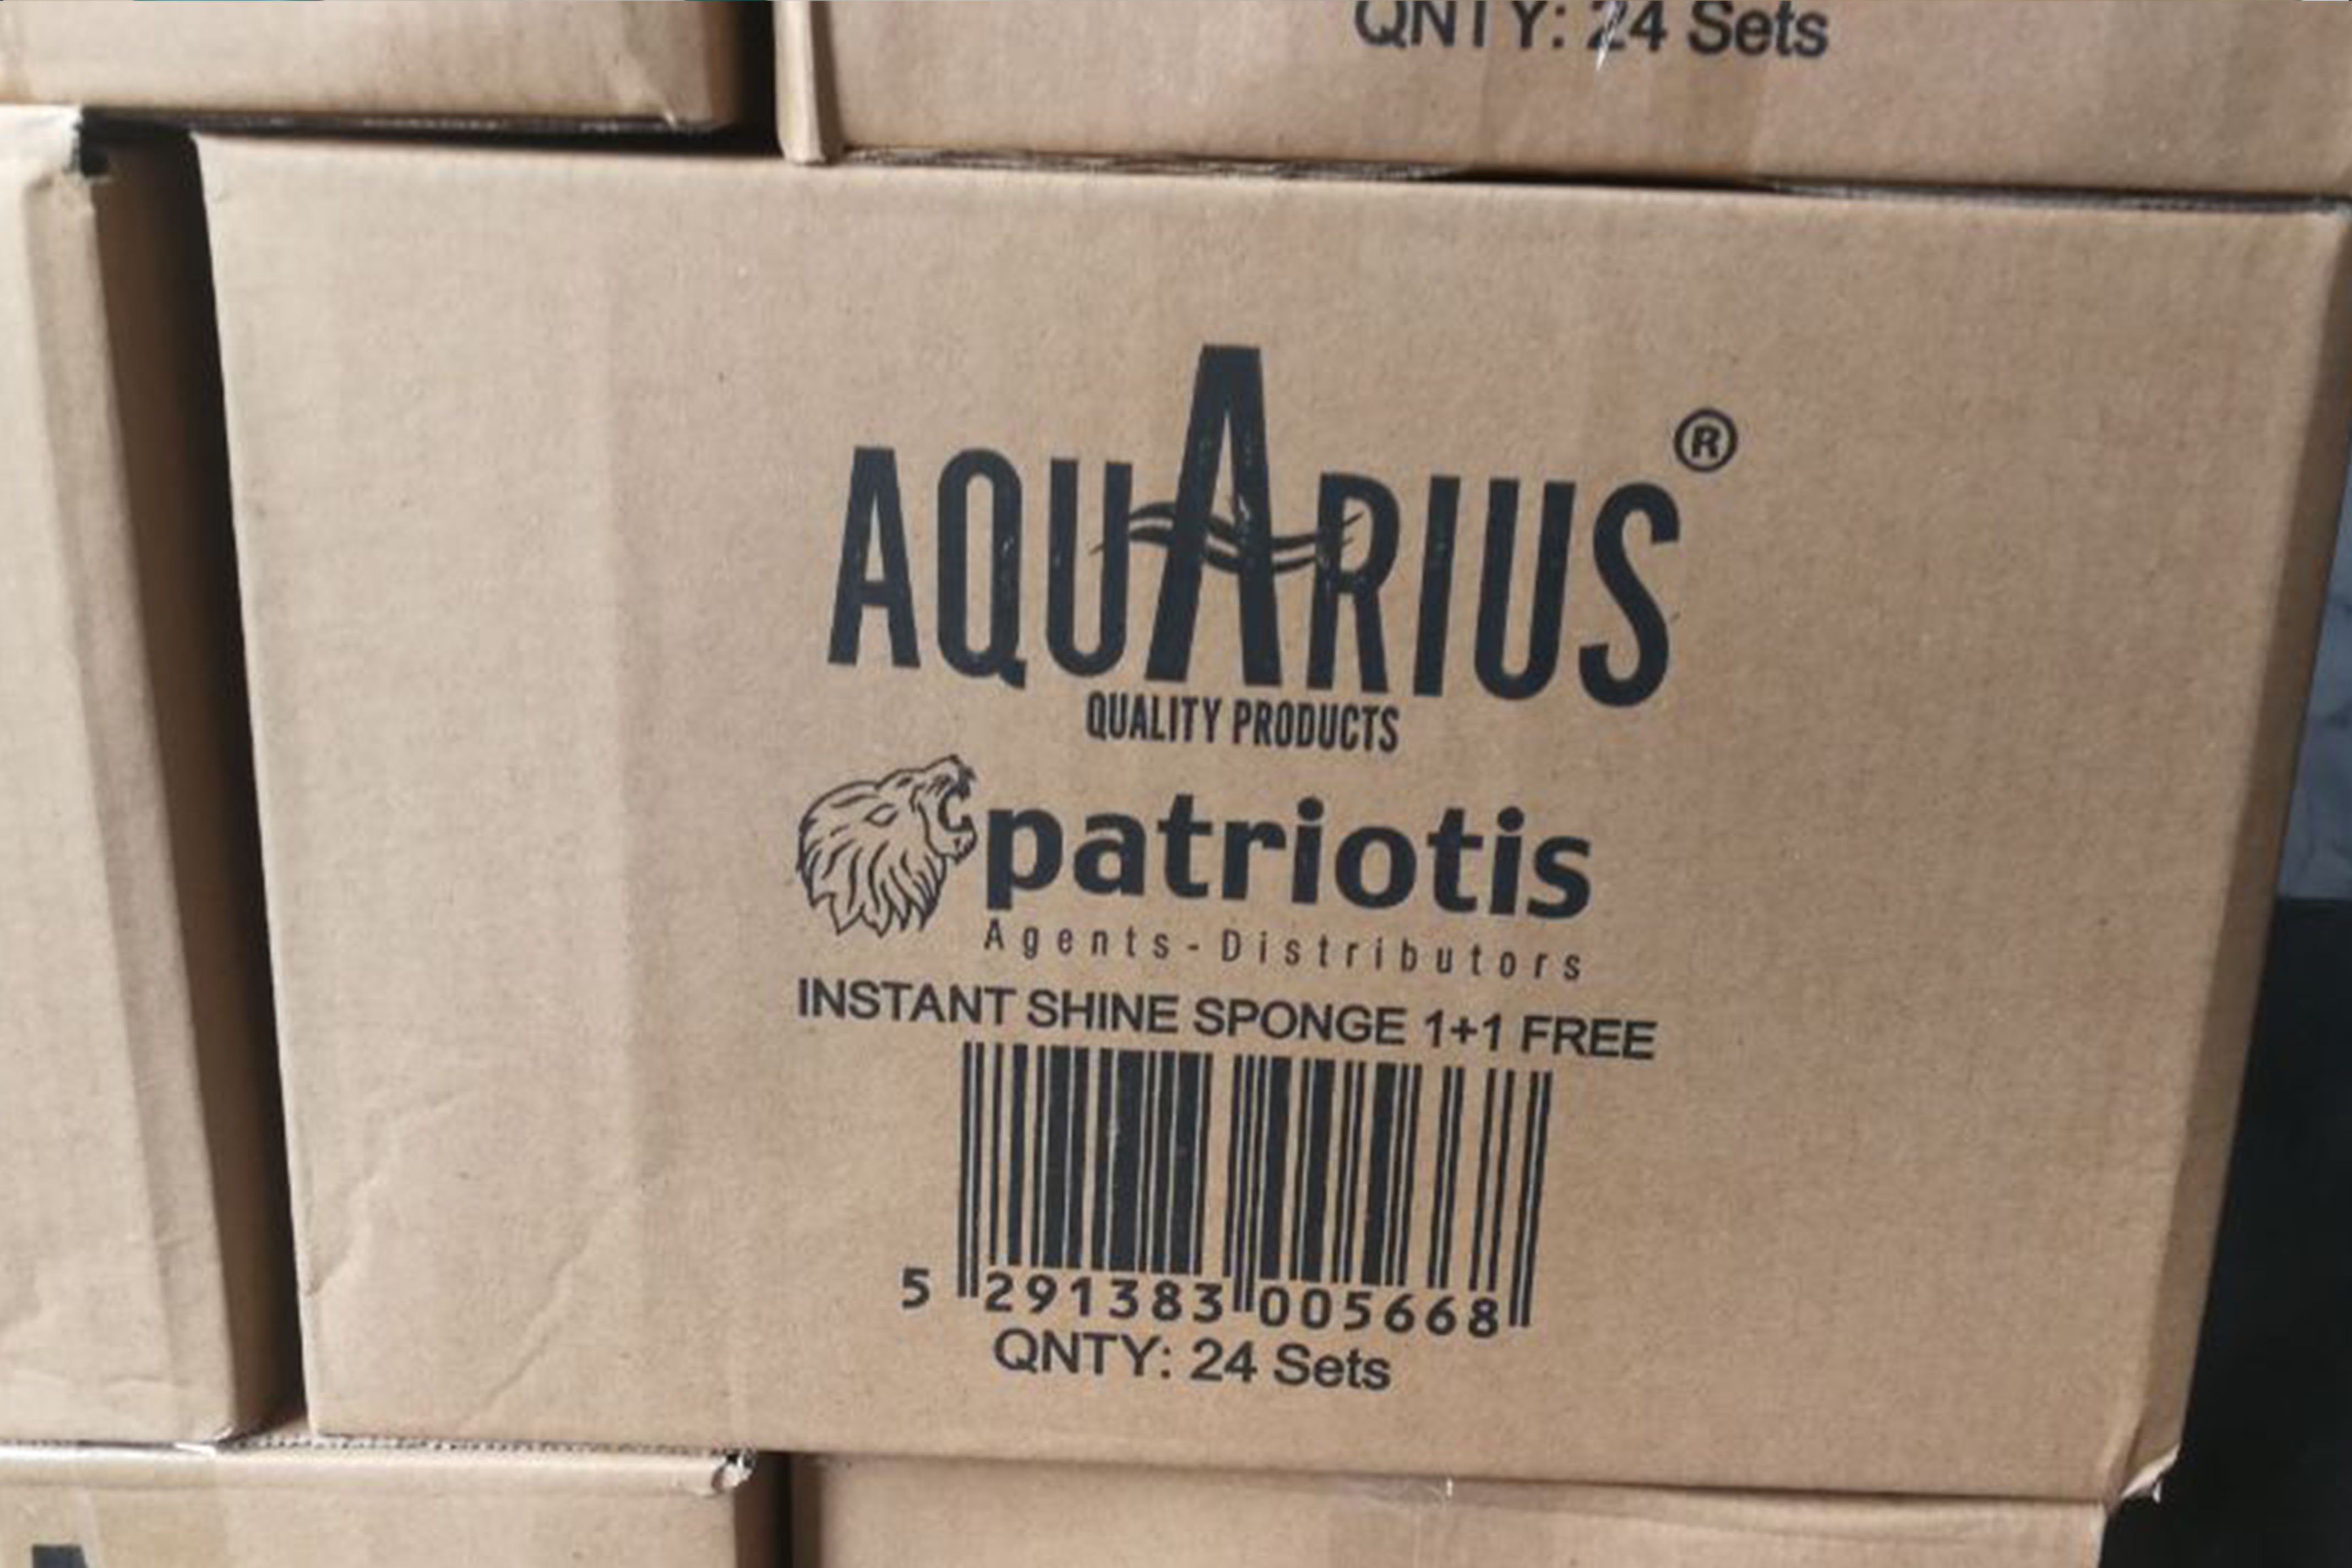 QNTY: 24 Sets
AQUARIUS®
QUALITY PRODUCTS
patriotis
Agents-Distributors
INSTANT SHINE SPONGE 1+1 FREE
5 291383 005668
QNTY: 24 Sets